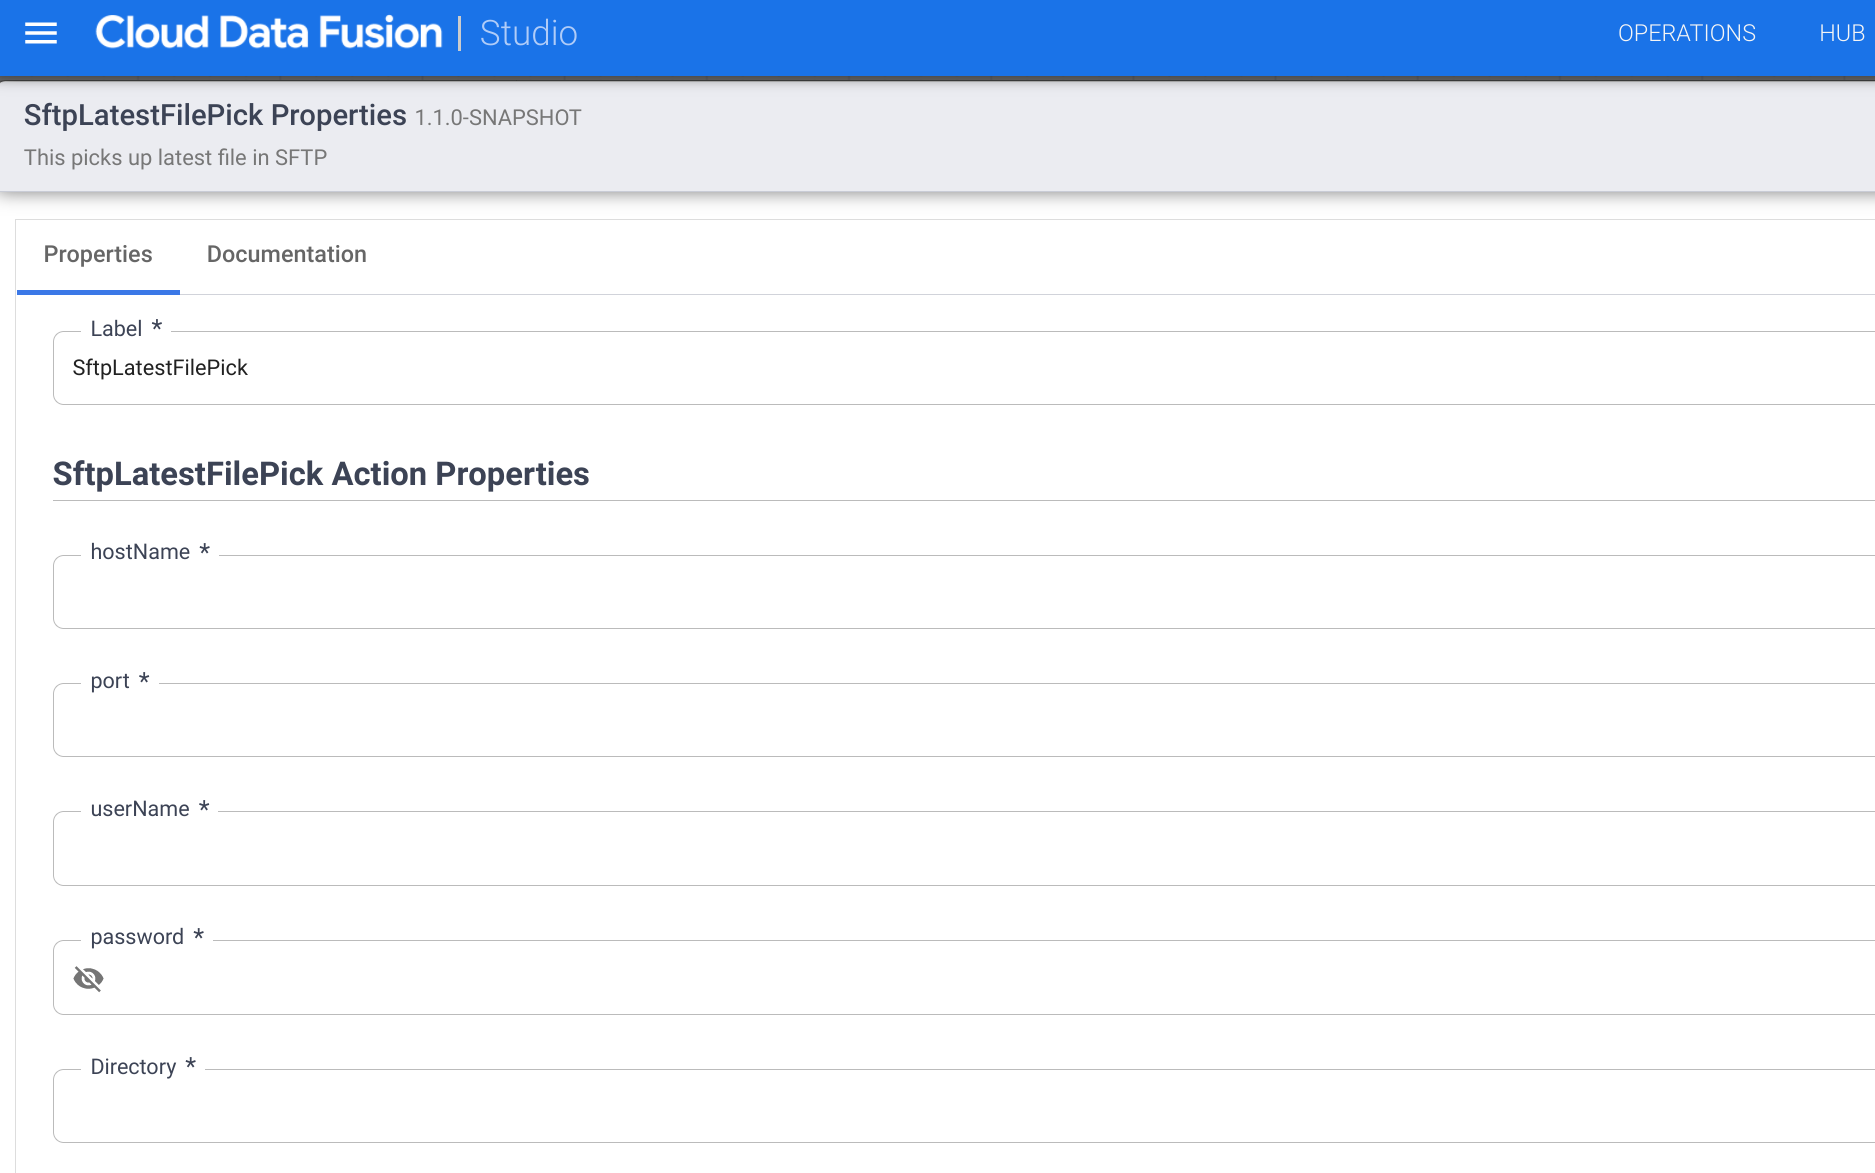 Cloud Data Fusion | Studio OPERATIONS HUB
SftpLatestFilePick Properties 1.1.0-SNAPSHOT
This picks up latest file in SFTP
Properties Documentation
Label *
SftpLatestFilePick
SftpLatestFilePick Action Properties
hostName *
port *
userName *
password *
Directory *